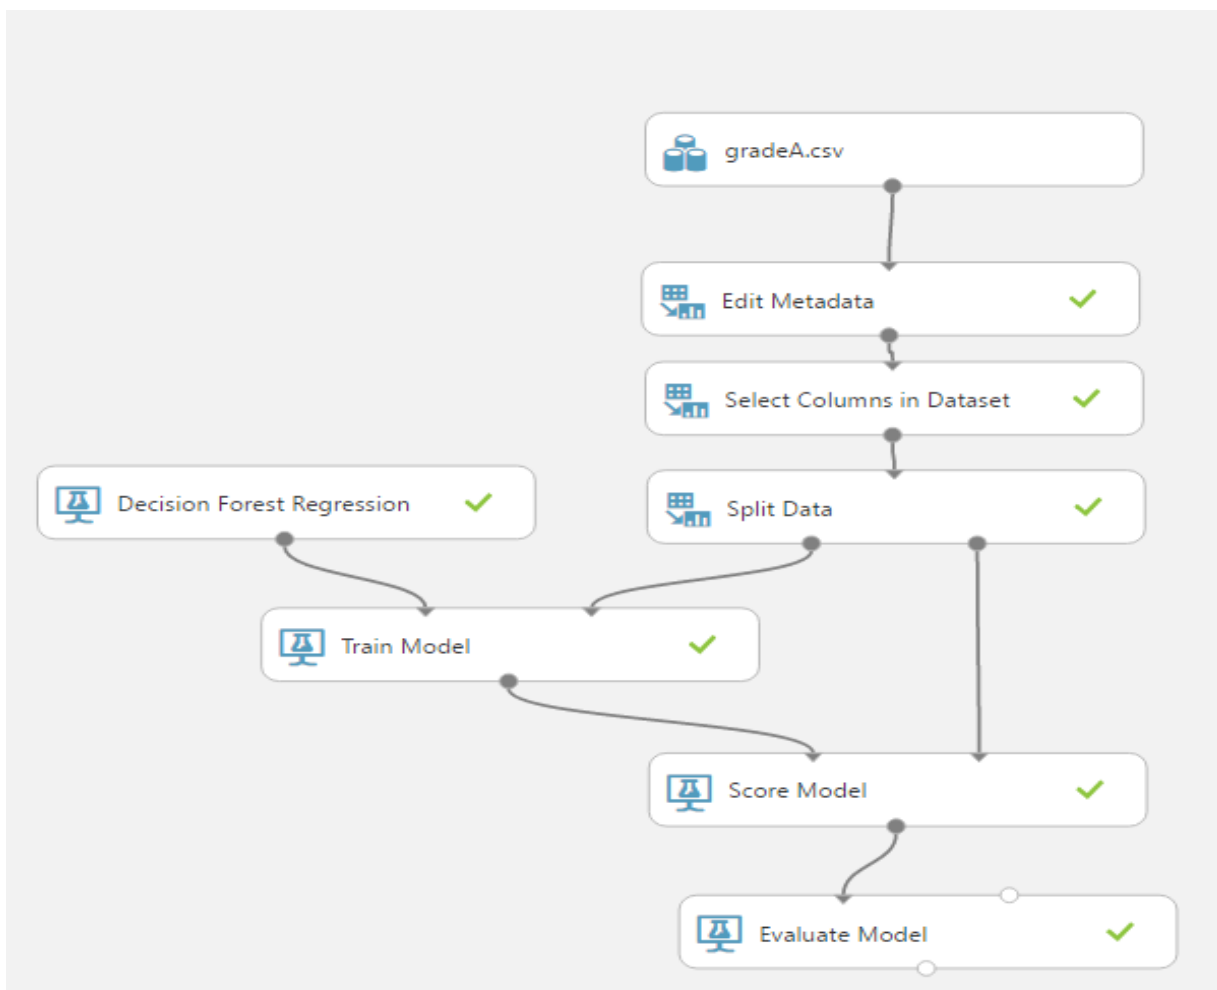 gradeA.csv
Edit Metadata
Select Columns in Dataset
Decision Forest Regression
Split Data
Train Model
Score Model
Evaluate Model